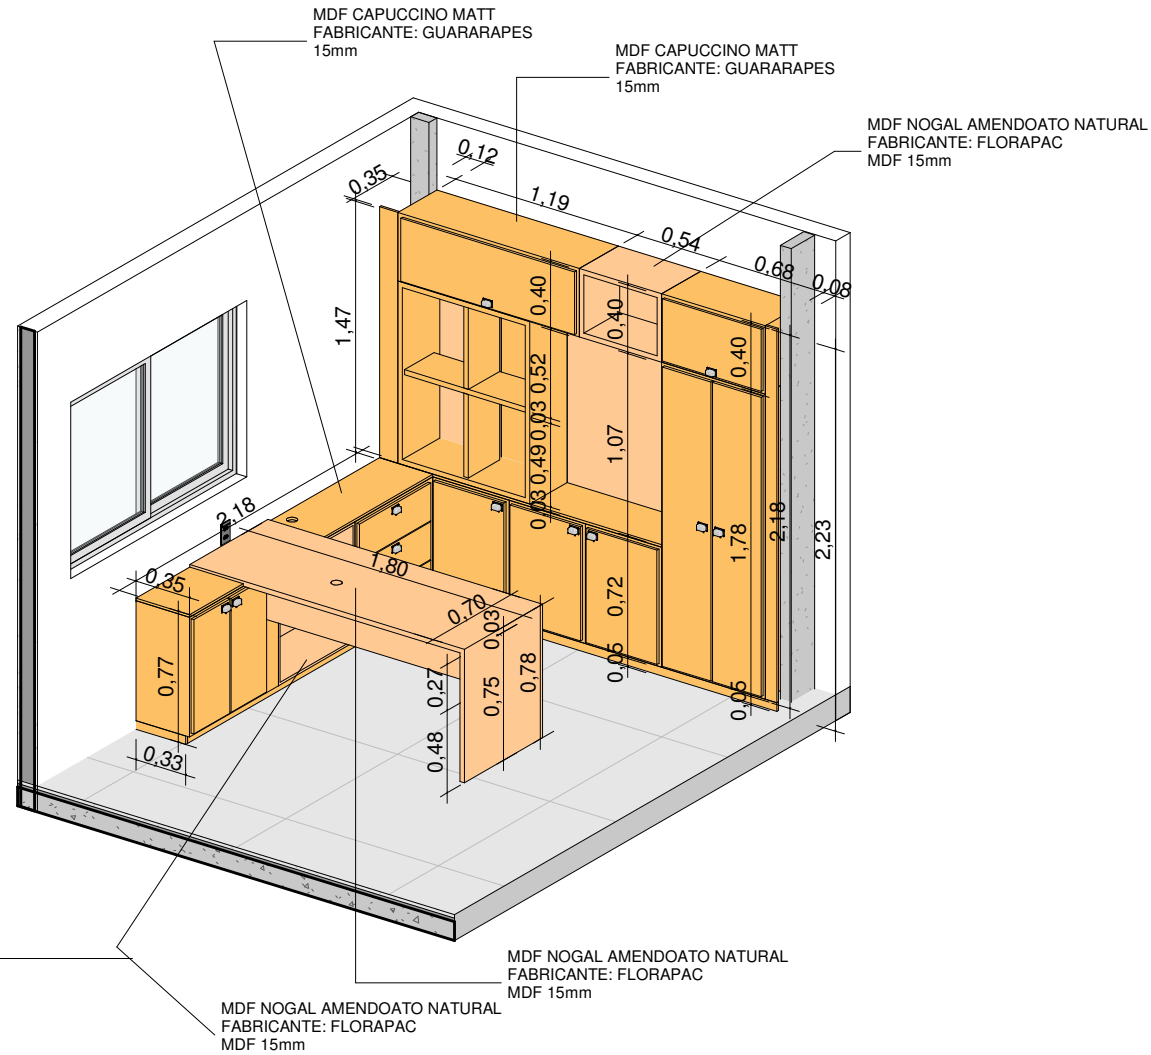 MDF CAPUCCINO MATT
FABRICANTE: GUARARAPES
15mm
MDF CAPUCCINO MATT
FABRICANTE: GUARARAPES
15mm
MDF NOGAL AMENDOATO NATURAL
FABRICANTE: FLORAPAC
MDF 15mm
0,12
0,35
1,19
0,54
0,68
0,08
1,47
0,40
0,40
0,40
0,52
0,03
1,07
0,49
0,03
2,18
1,78
2,18
2,23
1,80
0,35
0,70
0,72
0,03
0,05
0,77
0,27
0,75
0,78
0,05
0,48
0,33
MDF NOGAL AMENDOATO NATURAL
FABRICANTE: FLORAPAC
MDF 15mm
MDF NOGAL AMENDOATO NATURAL
FABRICANTE: FLORAPAC
MDF 15mm